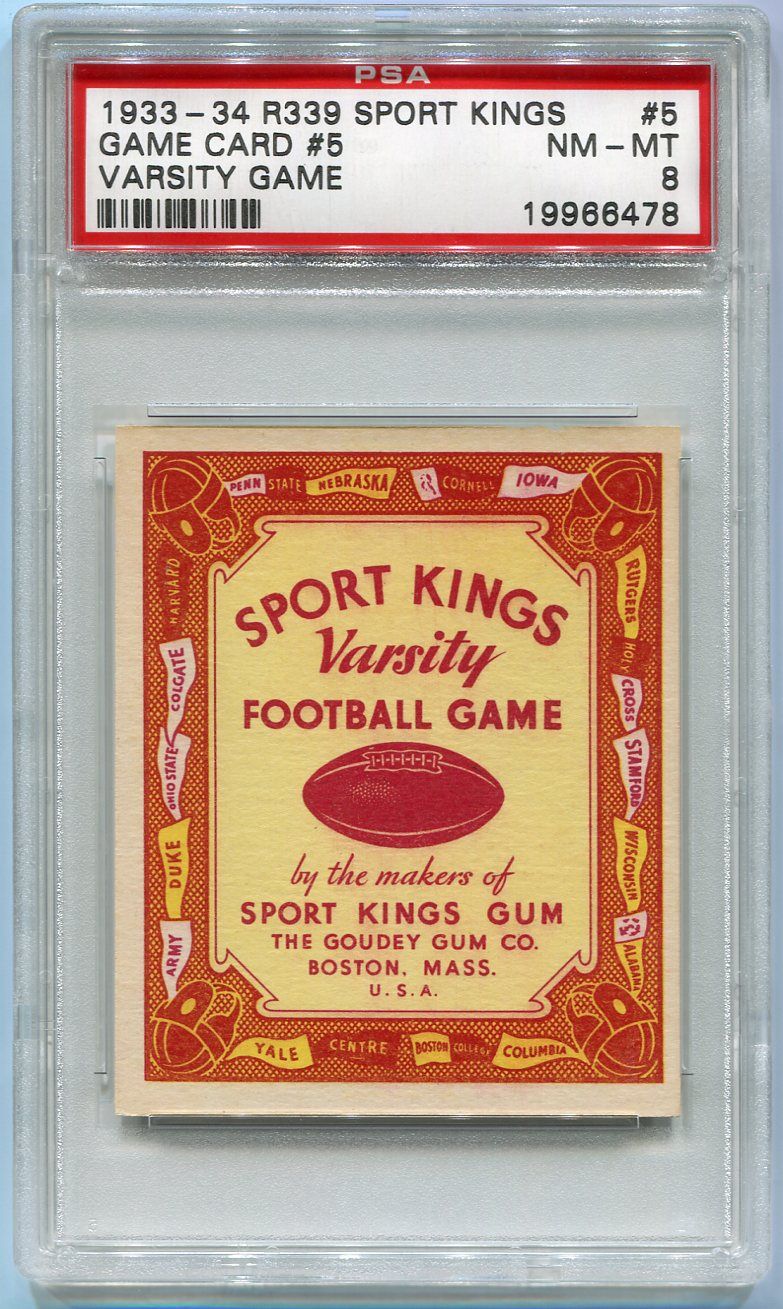 PSA
1933–34 R339 SPORT KINGS #5
GAME CARD #5 NM–MT
VARSITY GAME 8
19966478
PENN STATE NEBRASKA CORNELL IOWA
HARVARD
COLGATE
OHIO STATE
DUKE
ARMY
SPORT KINGS
Varsity
FOOTBALL GAME
by the makers of
SPORT KINGS GUM
THE GOUDEY GUM CO.
BOSTON, MASS.
U.S.A.
RUTGERS
HOLY CROSS
STAMFORD
WISCONSIN
ALABAMA
YALE CENTRE BOSTON COLLEGE COLUMBIA